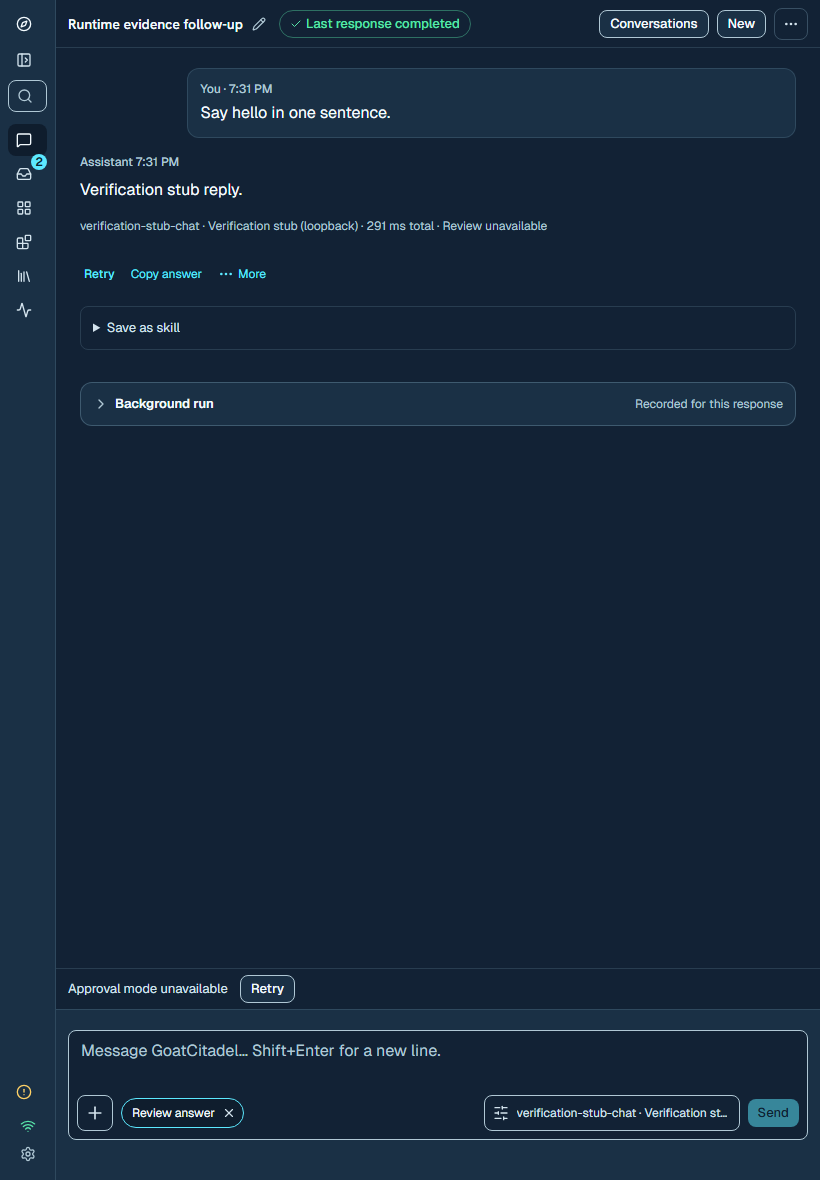 Runtime evidence follow-up
Last response completed
Conversations
New
2
You · 7:31 PM
Say hello in one sentence.
Assistant 7:31 PM
Verification stub reply.
verification-stub-chat · Verification stub (loopback) · 291 ms total · Review unavailable
Retry
Copy answer
··· More
Save as skill
Background run
Recorded for this response
Approval mode unavailable
Retry
Message GoatCitadel... Shift+Enter for a new line.
Review answer
verification-stub-chat · Verification st...
Send